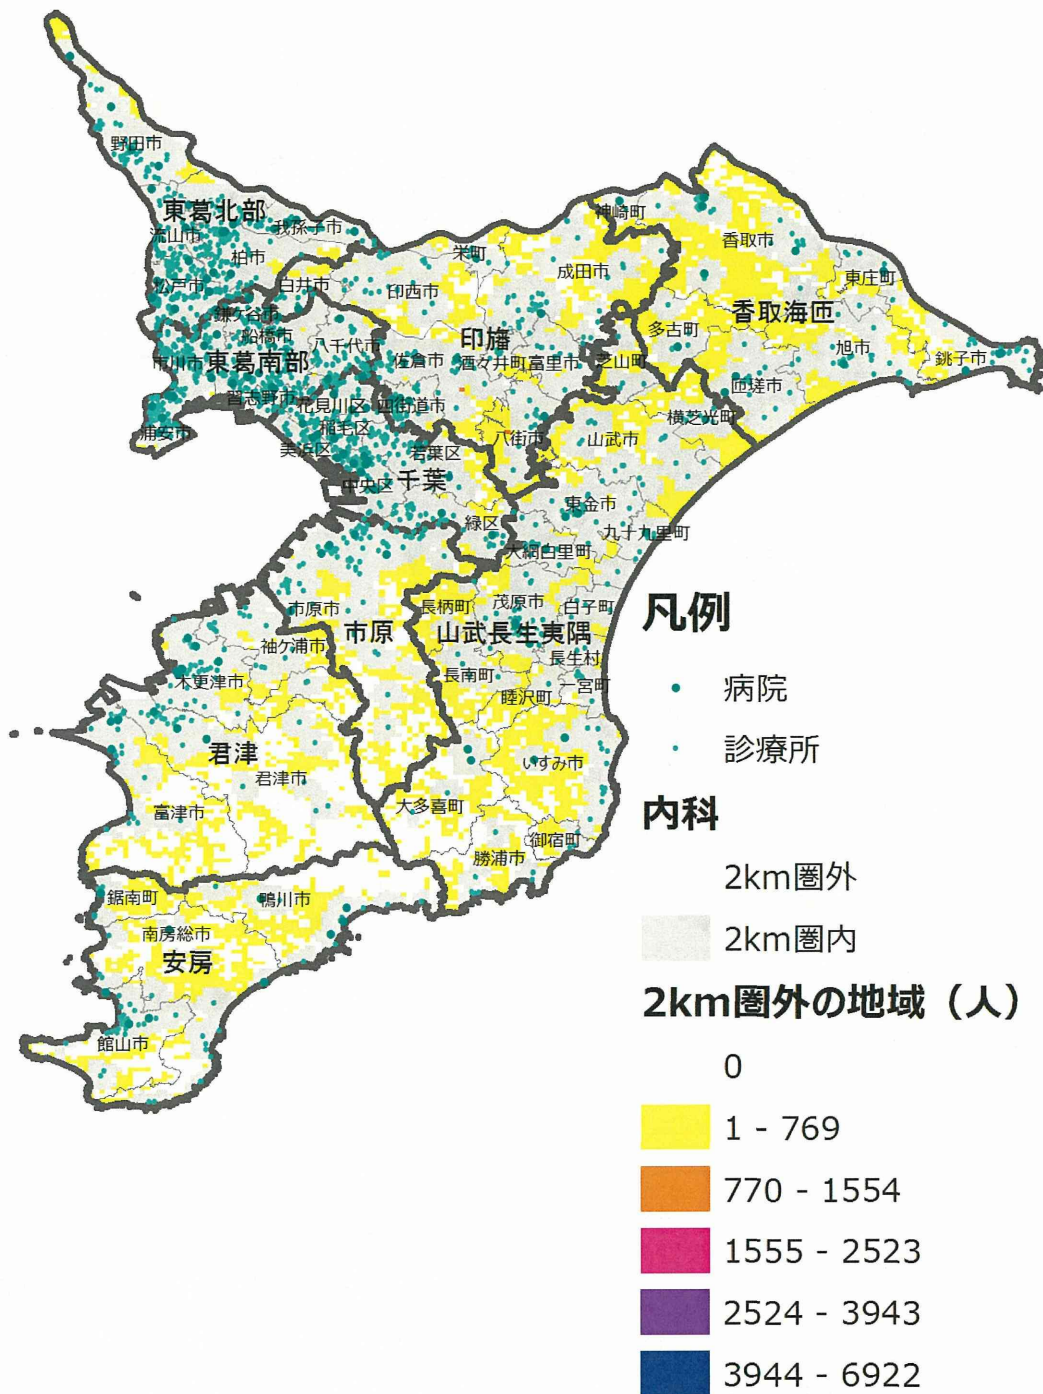 野田市
東葛北部
流山市
我孫子市
柏市
松戸市
白井市
鎌ケ谷市
船橋市
八千代市
市川市
東葛南部
習志野市
花見川区
浦安市
稲毛区
美浜区
若葉区
中央区
千葉
緑区
栄町
成田市
印西市
印旛
佐倉市
酒々井町
富里市
四街道市
八街市
神崎町
香取市
東庄町
香取海匝
多古町
旭市
銚子市
芝山町
匝瑳市
横芝光町
山武市
東金市
九十九里町
大網白里町
市原市
市原
長柄町
茂原市
白子町
山武長生夷隅
長生村
長南町
一宮町
睦沢町
いすみ市
大多喜町
御宿町
勝浦市
袖ケ浦市
木更津市
君津
君津市
富津市
鋸南町
鴨川市
南房総市
安房
館山市
凡例
病院
診療所
内科
2km圏外
2km圏内
2km圏外の地域（人）
0
1 - 769
770 - 1554
1555 - 2523
2524 - 3943
3944 - 6922